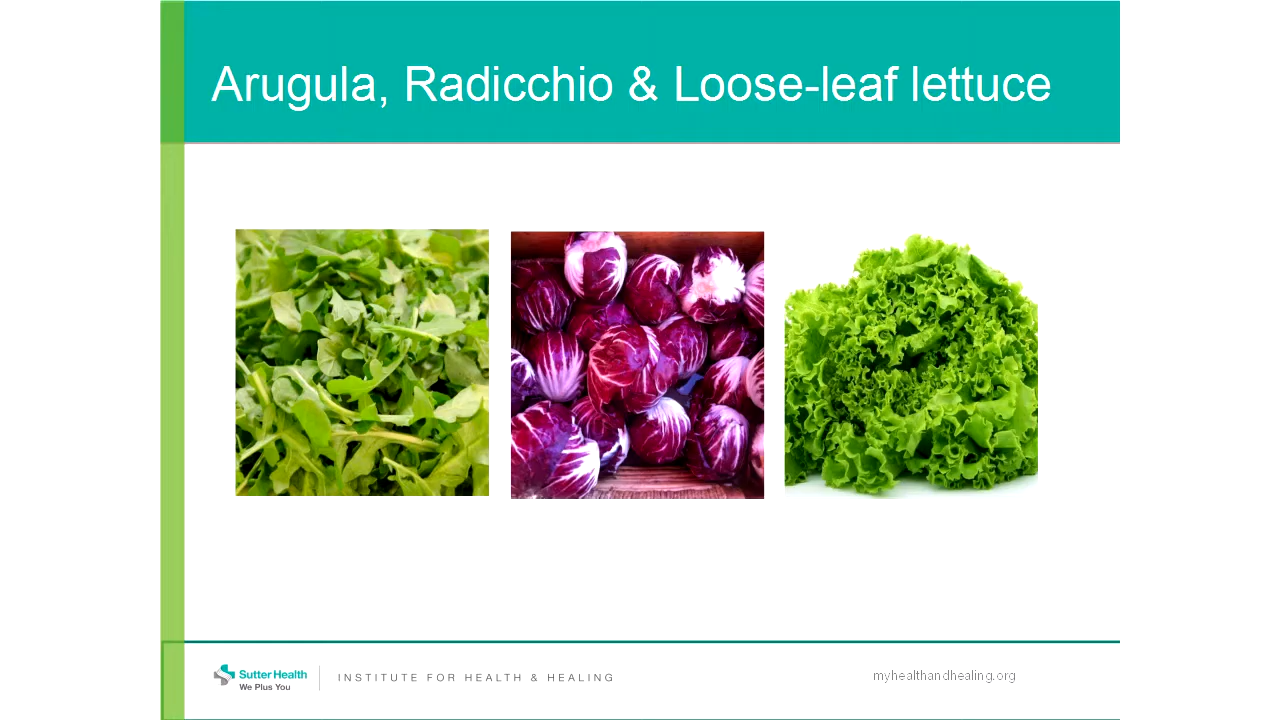 Arugula, Radicchio & Loose-leaf lettuce
Sutter Health
We Plus You
INSTITUTE FOR HEALTH & HEALING
myhealthandhealing.org